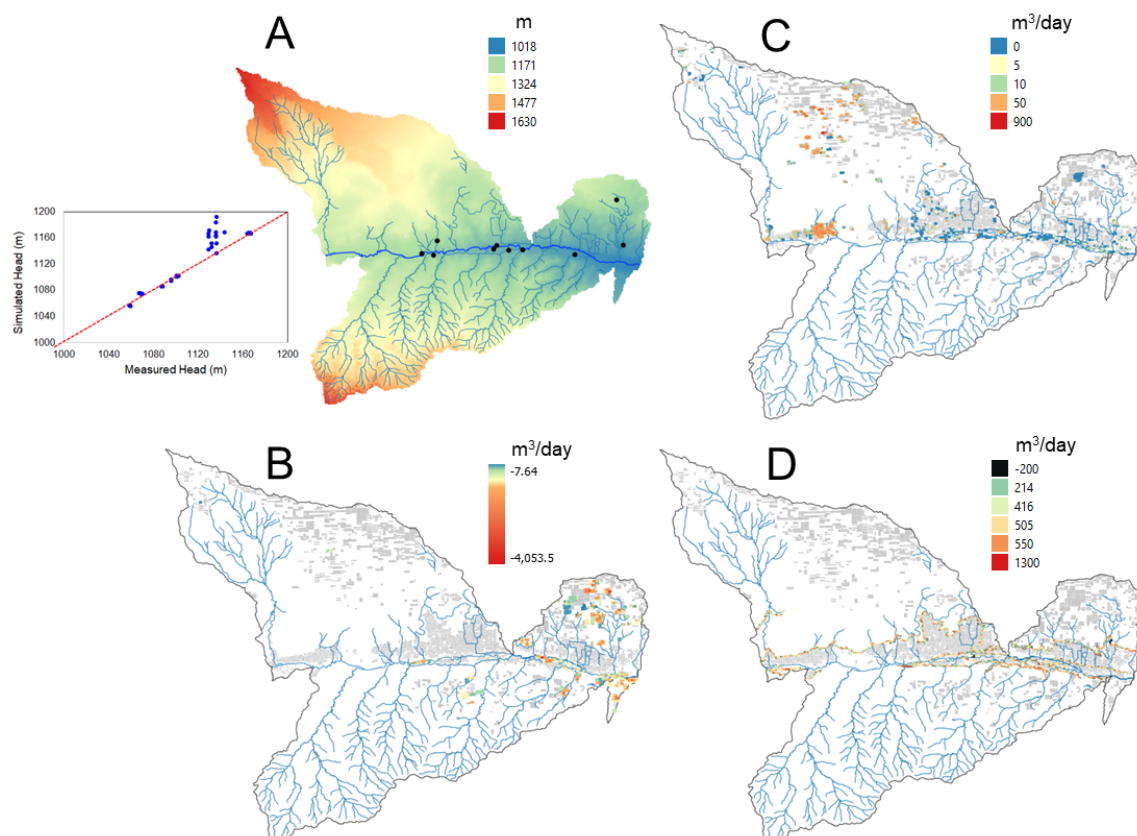 A
m
1018
1171
1324
1477
1630
C
m³/day
0
5
10
50
900
1200
1160
1120
1080
1040
1000
1000 1040 1080 1120 1160 1200
Simulated Head (m)
Measured Head (m)
B
m³/day
-7.64
-4,053.5
D
m³/day
-200
214
416
505
550
1300